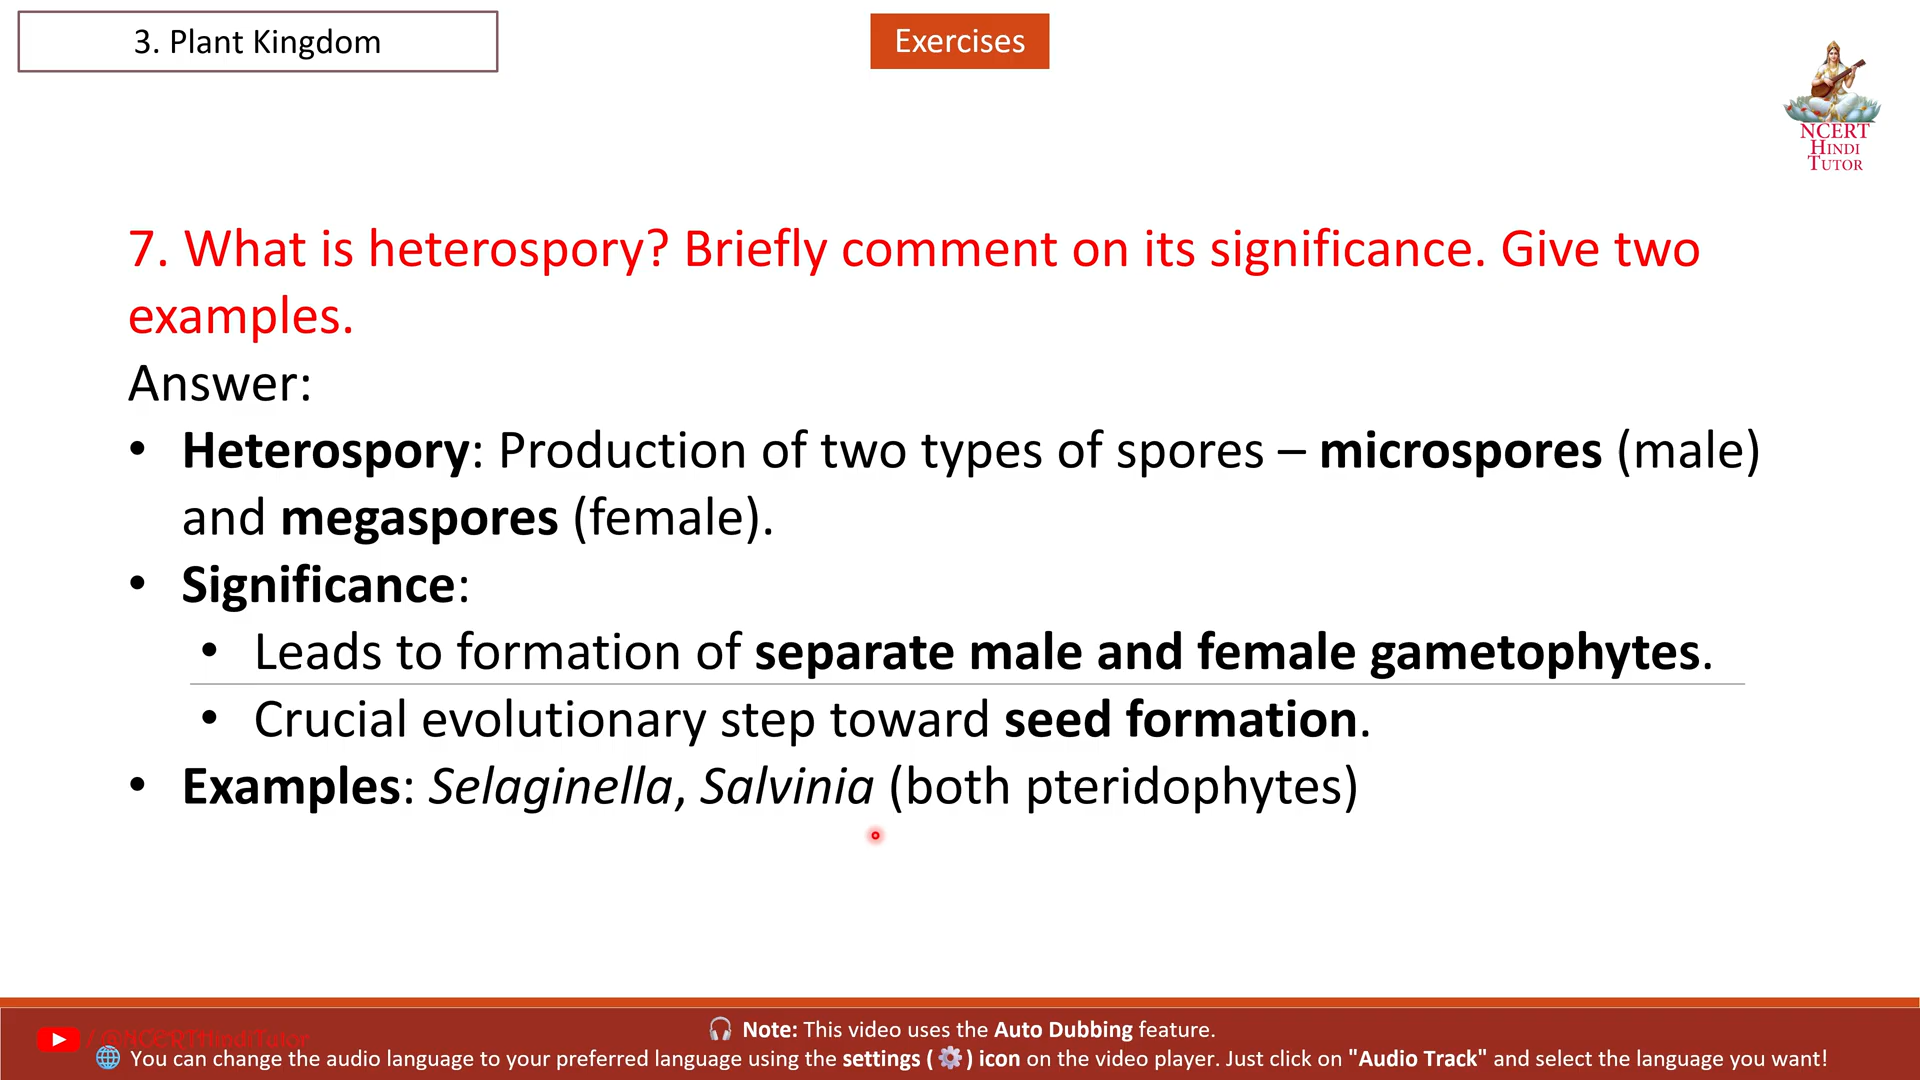 3. Plant Kingdom
Exercises
NCERT
HINDI
TUTOR
7. What is heterospory? Briefly comment on its significance. Give two
examples.
Answer:
• Heterospory: Production of two types of spores – microspores (male)
and megaspores (female).
• Significance:
• Leads to formation of separate male and female gametophytes.
• Crucial evolutionary step toward seed formation.
• Examples: Selaginella, Salvinia (both pteridophytes)
🎧 Note: This video uses the Auto Dubbing feature.
/@NCERTHindiTutor
🌐 You can change the audio language to your preferred language using the settings (⚙️) icon on the video player. Just click on "Audio Track" and select the language you want!